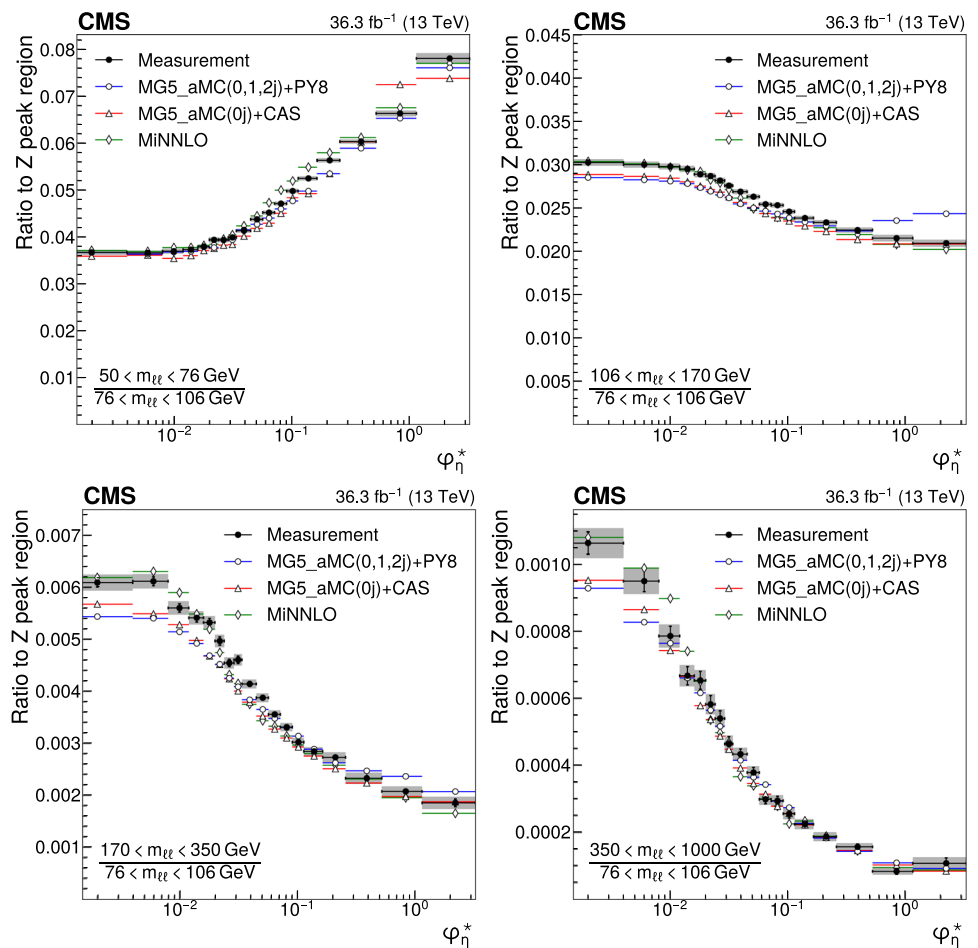 CMS 36.3 fb⁻¹ (13 TeV)
Ratio to Z peak region
0.08
0.07
0.06
0.05
0.04
0.03
0.02
0.01
Measurement
MG5_aMC(0,1,2j)+PY8
MG5_aMC(0j)+CAS
MiNNLO
50 < mℓℓ < 76 GeV
76 < mℓℓ < 106 GeV
10⁻² 10⁻¹ 10⁰
φ*η
CMS 36.3 fb⁻¹ (13 TeV)
Ratio to Z peak region
0.045
0.040
0.035
0.030
0.025
0.020
0.015
0.010
0.005
Measurement
MG5_aMC(0,1,2j)+PY8
MG5_aMC(0j)+CAS
MiNNLO
106 < mℓℓ < 170 GeV
76 < mℓℓ < 106 GeV
10⁻² 10⁻¹ 10⁰
φ*η
CMS 36.3 fb⁻¹ (13 TeV)
Ratio to Z peak region
0.007
0.006
0.005
0.004
0.003
0.002
0.001
Measurement
MG5_aMC(0,1,2j)+PY8
MG5_aMC(0j)+CAS
MiNNLO
170 < mℓℓ < 350 GeV
76 < mℓℓ < 106 GeV
10⁻² 10⁻¹ 10⁰
φ*η
CMS 36.3 fb⁻¹ (13 TeV)
Ratio to Z peak region
0.0010
0.0008
0.0006
0.0004
0.0002
Measurement
MG5_aMC(0,1,2j)+PY8
MG5_aMC(0j)+CAS
MiNNLO
350 < mℓℓ < 1000 GeV
76 < mℓℓ < 106 GeV
10⁻² 10⁻¹ 10⁰
φ*η